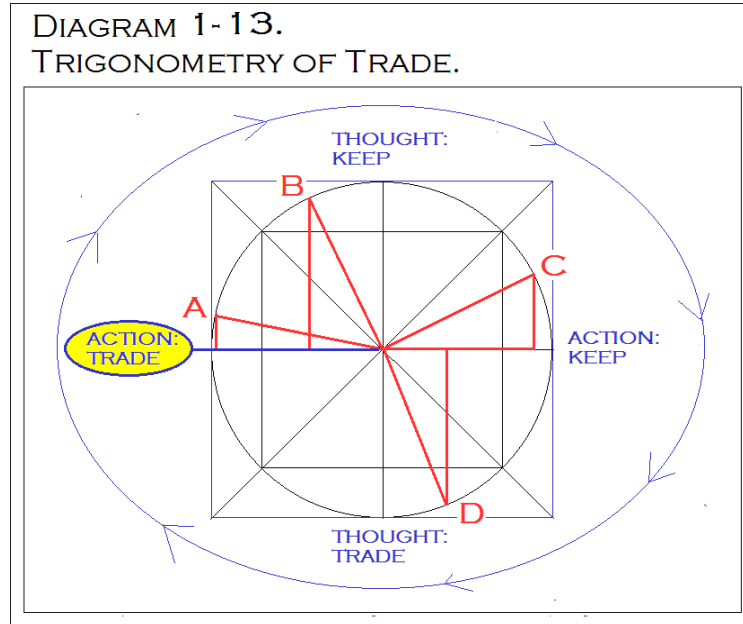 DIAGRAM 1-13.
TRIGONOMETRY OF TRADE.
THOUGHT:
KEEP
B
C
A
ACTION:
TRADE
ACTION:
KEEP
D
THOUGHT:
TRADE